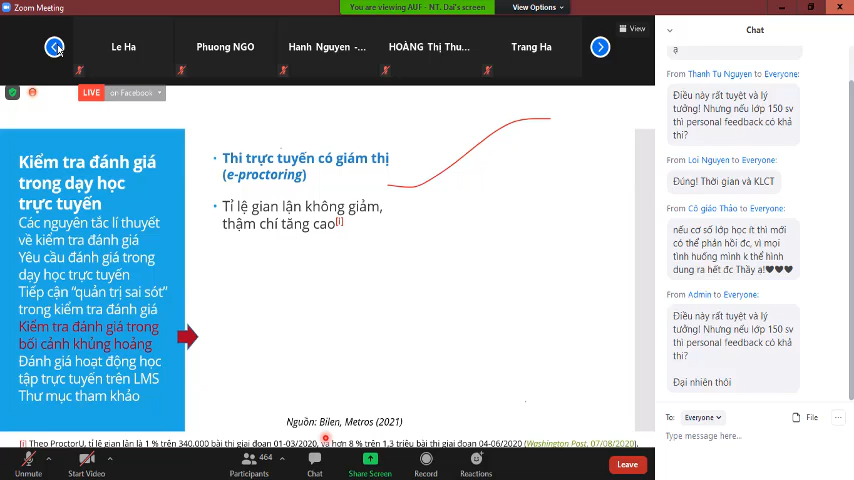 Zoom Meeting
You are viewing AUF - NT. Dai's screen
View Options
Le Ha
Phuong NGO
Hanh Nguyen -...
HOÀNG Thị Thu...
Trang Ha
View
LIVE on Facebook
Kiểm tra đánh giá
trong dạy học
trực tuyến
Các nguyên tắc lí thuyết
về kiểm tra đánh giá
Yêu cầu đánh giá trong
dạy học trực tuyến
Tiếp cận “quản trị sai sót”
trong kiểm tra đánh giá
Kiểm tra đánh giá trong
bối cảnh khủng hoảng
Đánh giá hoạt động học
tập trực tuyến trên LMS
Thư mục tham khảo
• Thi trực tuyến có giám thị
(e-proctoring)
• Tỉ lệ gian lận không giảm,
thậm chí tăng cao[i]
Nguồn: Bilen, Metros (2021)
[i] Theo ProctorU, tỉ lệ gian lận là 1 % trên 340.000 bài thi giai đoạn 01-03/2020, và hơn 8 % trên 1,3 triệu bài thi giai đoạn 04-06/2020 (Washington Post, 07/08/2020).
Chat
ạ
From Thanh Tu Nguyen to Everyone:
Điều này rất tuyệt và lý
tưởng! Nhưng nếu lớp 150 sv
thì personal feedback có khả
thi?
From Loi Nguyen to Everyone:
Đúng! Thời gian và KLCT
From Cô giáo Thảo to Everyone:
nếu cơ số lớp học ít thì mới
có thể phản hồi đc, vì mọi
tình huống mình k thể hình
dung ra hết đc Thầy ạ!♥♥♥
From Admin to Everyone:
Điều này rất tuyệt và lý
tưởng! Nhưng nếu lớp 150 sv
thì personal feedback có khả
thi?
Đại nhiên thôi
To: Everyone
File
Type message here...
Unmute
Start Video
Participants
464
Chat
Share Screen
Record
Reactions
Leave